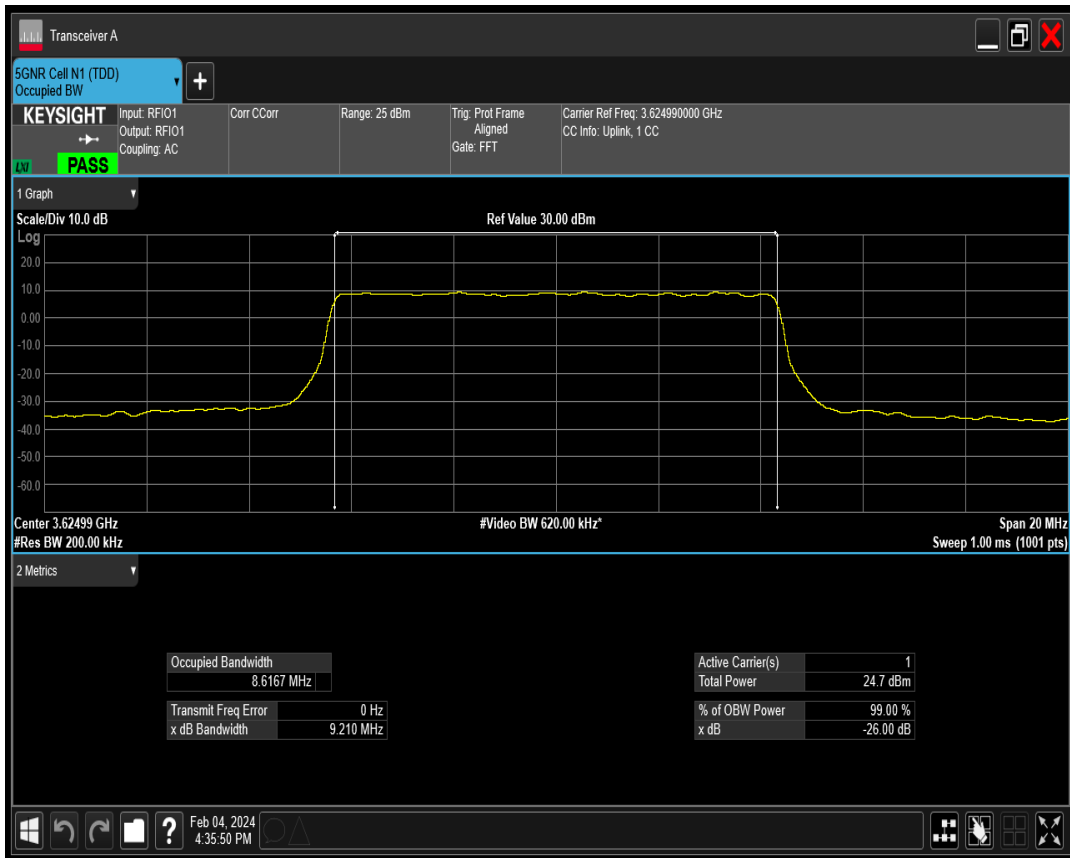 Transceiver A
5GNR Cell N1 (TDD)
Occupied BW
+
KEYSIGHT
LXI
PASS
Input: RFIO1
Output: RFIO1
Coupling: AC
Corr CCorr
Range: 25 dBm
Trig: Prot Frame
Aligned
Gate: FFT
Carrier Ref Freq: 3.624990000 GHz
CC Info: Uplink, 1 CC
1 Graph
Scale/Div 10.0 dB
Ref Value 30.00 dBm
Log
20.0
10.0
0.00
-10.0
-20.0
-30.0
-40.0
-50.0
-60.0
Center 3.62499 GHz
#Video BW 620.00 kHz*
Span 20 MHz
#Res BW 200.00 kHz
Sweep 1.00 ms (1001 pts)
2 Metrics
Occupied Bandwidth
8.6167 MHz
Transmit Freq Error 0 Hz
x dB Bandwidth 9.210 MHz
Active Carrier(s) 1
Total Power 24.7 dBm
% of OBW Power 99.00 %
x dB -26.00 dB
?
Feb 04, 2024
4:35:50 PM